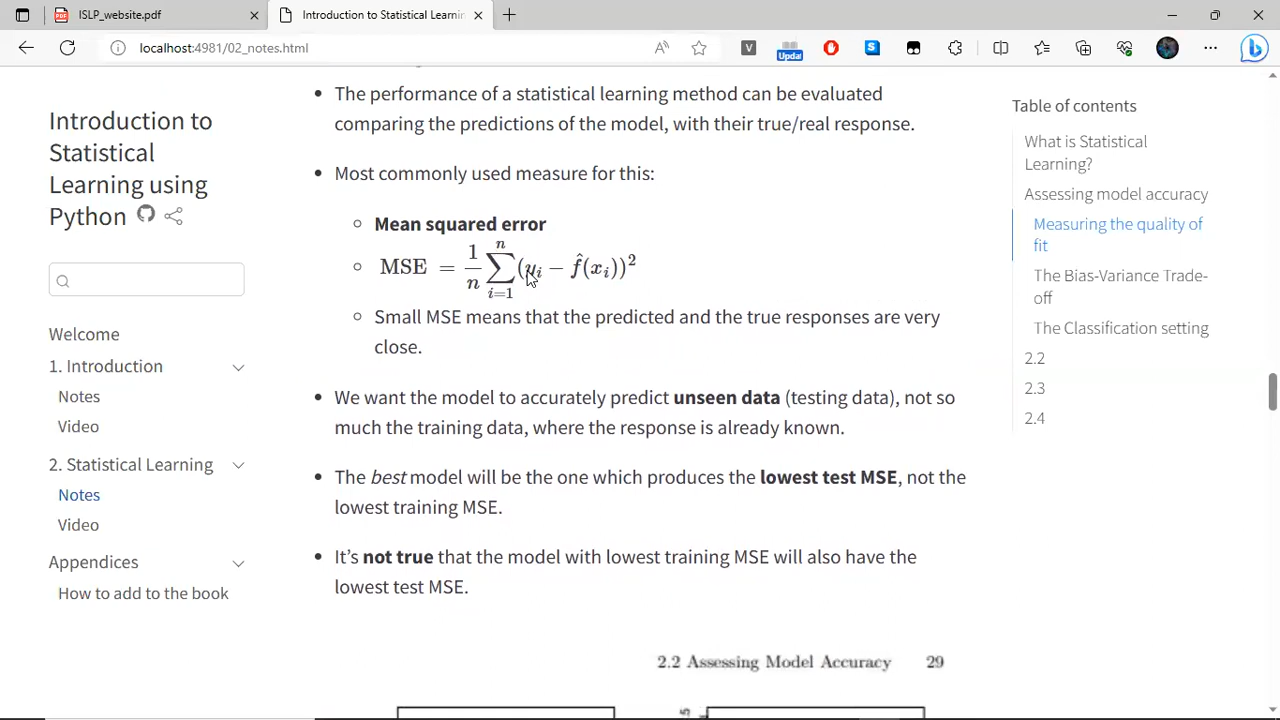 ISLP_website.pdf
Introduction to Statistical Learnin
localhost:4981/02_notes.html
Upda
Introduction to
Statistical
Learning using
Python
Welcome
1. Introduction
Notes
Video
2. Statistical Learning
Notes
Video
Appendices
How to add to the book
• The performance of a statistical learning method can be evaluated
comparing the predictions of the model, with their true/real response.
• Most commonly used measure for this:
◦ Mean squared error
◦ MSE = \frac{1}{n} \sum_{i=1}^{n} (y_i − \hat{f}(x_i))^2
◦ Small MSE means that the predicted and the true responses are very
close.
• We want the model to accurately predict unseen data (testing data), not so
much the training data, where the response is already known.
• The best model will be the one which produces the lowest test MSE, not the
lowest training MSE.
• It’s not true that the model with lowest training MSE will also have the
lowest test MSE.
2.2 Assessing Model Accuracy 29
Table of contents
What is Statistical
Learning?
Assessing model accuracy
Measuring the quality of
fit
The Bias-Variance Trade-
off
The Classification setting
2.2
2.3
2.4